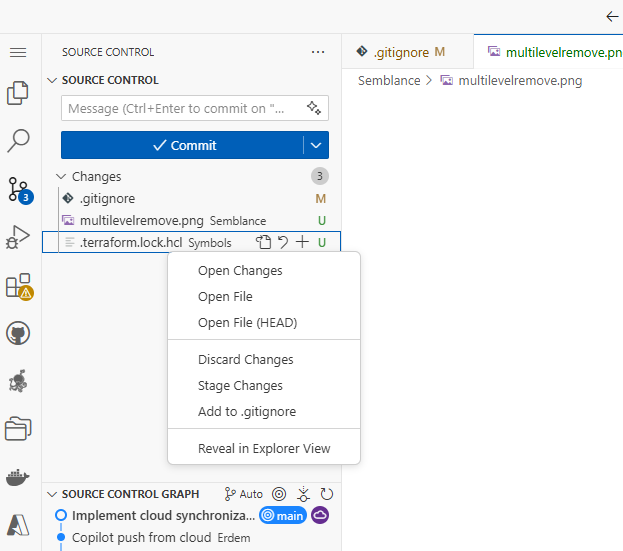 SOURCE CONTROL ...
.gitignore M
multilevelremove.pn
SOURCE CONTROL
Semblance > multilevelremove.png
Message (Ctrl+Enter to commit on "...
Commit
Changes 3
.gitignore M
multilevelremove.png Semblance U
3
.terraform.lock.hcl Symbols U
Open Changes
Open File
Open File (HEAD)
Discard Changes
Stage Changes
Add to .gitignore
Reveal in Explorer View
SOURCE CONTROL GRAPH Auto
Implement cloud synchroniza... main
Copilot push from cloud Erdem